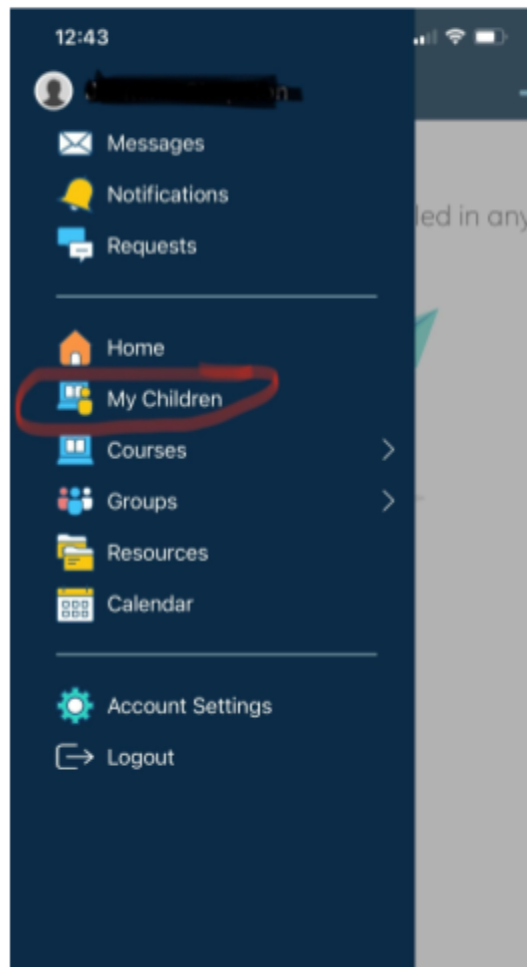 12:43
Messages
Notifications
Requests
led in any
Home
My Children
Courses
Groups
Resources
Calendar
Account Settings
Logout